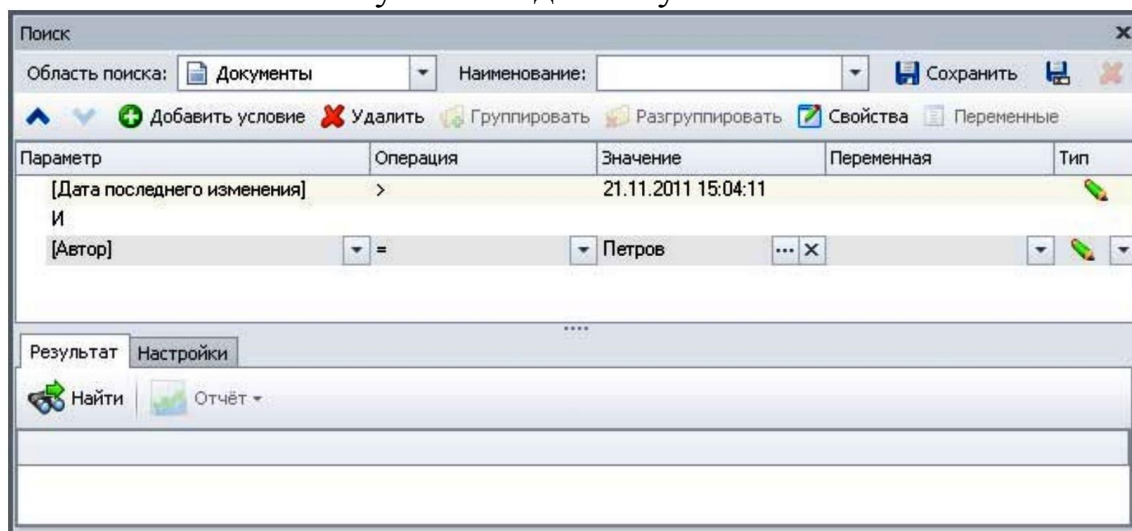 Поиск
Область поиска: Документы Наименование: Сохранить
Добавить условие Удалить Группировать Разгруппировать Свойства Переменные
Параметр Операция Значение Переменная Тип
[Дата последнего изменения] > 21.11.2011 15:04:11
И
[Автор] = Петров
Результат Настройки
Найти Отчёт